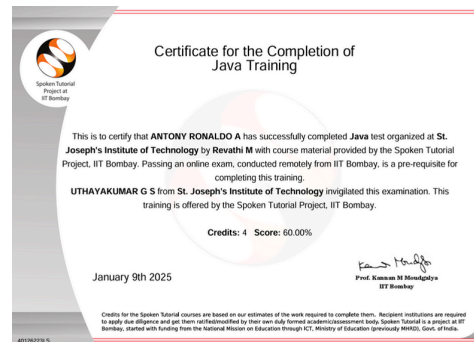 Spoken Tutorial
Project at
IIT Bombay
Certificate for the Completion of
Java Training
This is to certify that ANTONY RONALDO A has successfully completed Java test organized at St.
Joseph's Institute of Technology by Revathi M with course material provided by the Spoken Tutorial
Project, IIT Bombay. Passing an online exam, conducted remotely from IIT Bombay, is a pre-requisite for
completing this training.
UTHAYAKUMAR G S from St. Joseph's Institute of Technology invigilated this examination. This
training is offered by the Spoken Tutorial Project, IIT Bombay.
Credits: 4 Score: 60.00%
January 9th 2025
Prof. Kannan M Moudgalya
IIT Bombay
Credits for the Spoken Tutorial courses are based on our estimates of the work required to complete them. Recipient institutions are required
to apply due diligence and get them ratified/modified by their own duly formed academic/assessment body. Spoken Tutorial is a project at IIT
Bombay, started with funding from the National Mission on Education through ICT, Ministry of Education (previously MHRD), Govt. of India.